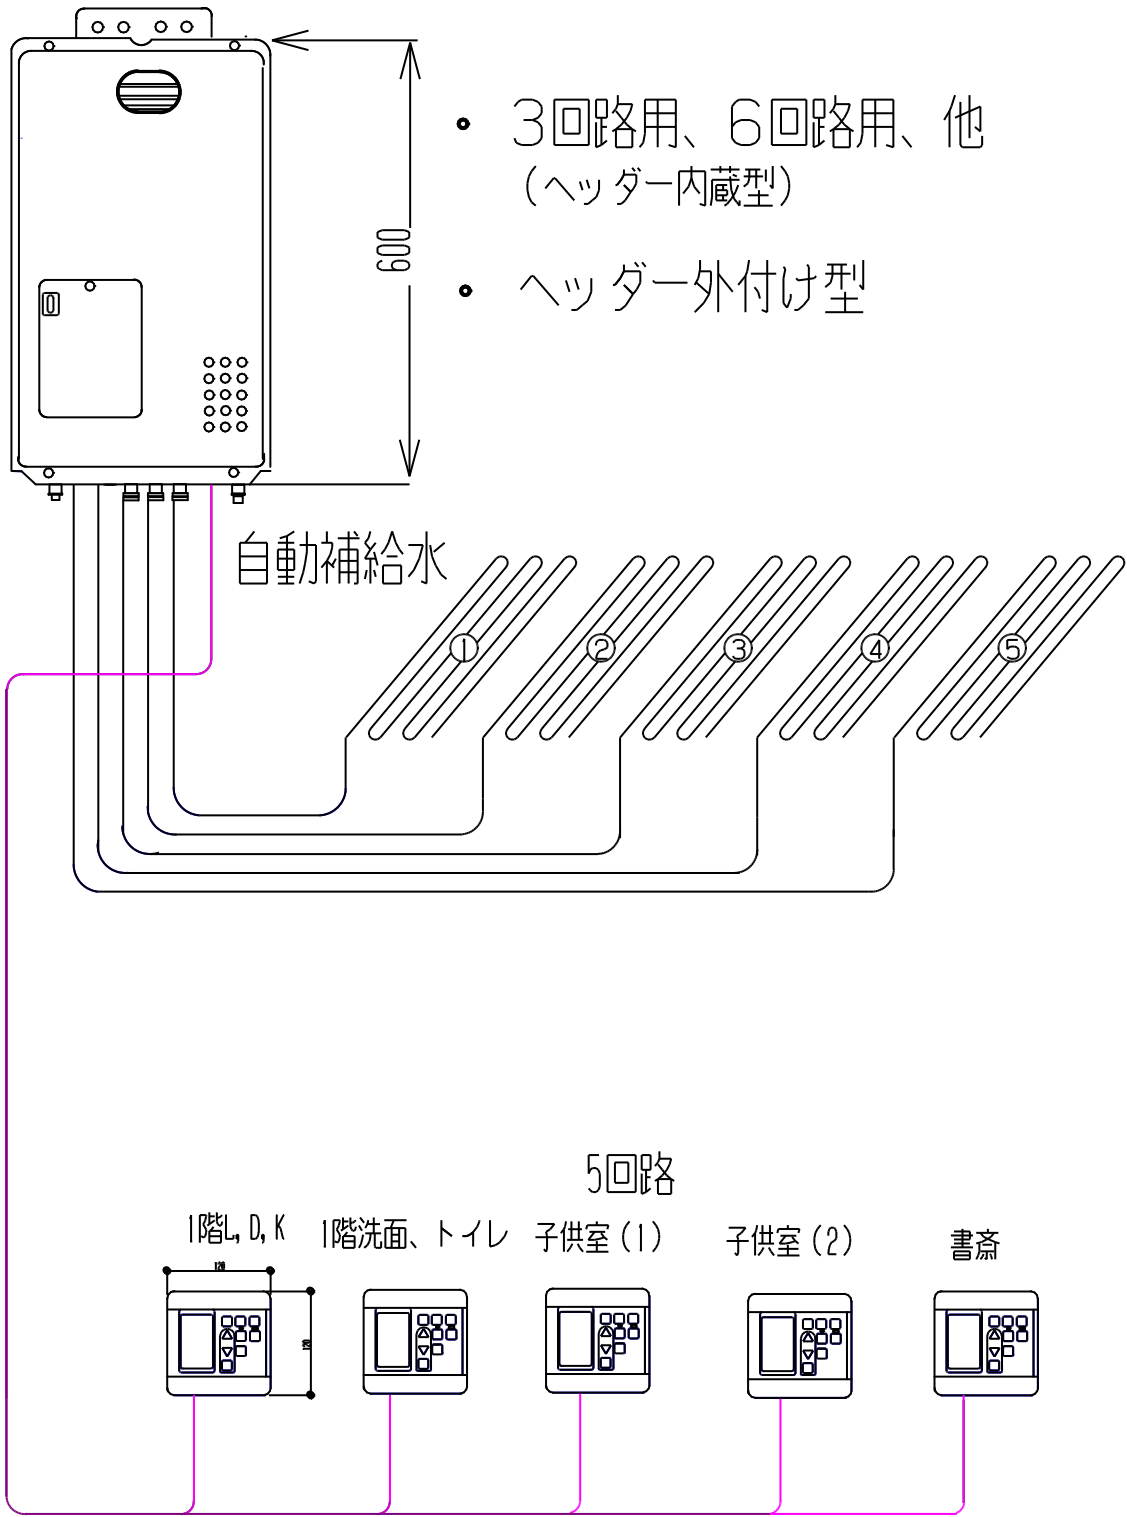 • 3回路用、6回路用、他
(ヘッダー内蔵型)
600
• ヘッダー外付け型
自動補給水
① ② ③ ④ ⑤
5回路
1階L,D,K 1階洗面、トイレ 子供室(1) 子供室(2) 書斎
120
120